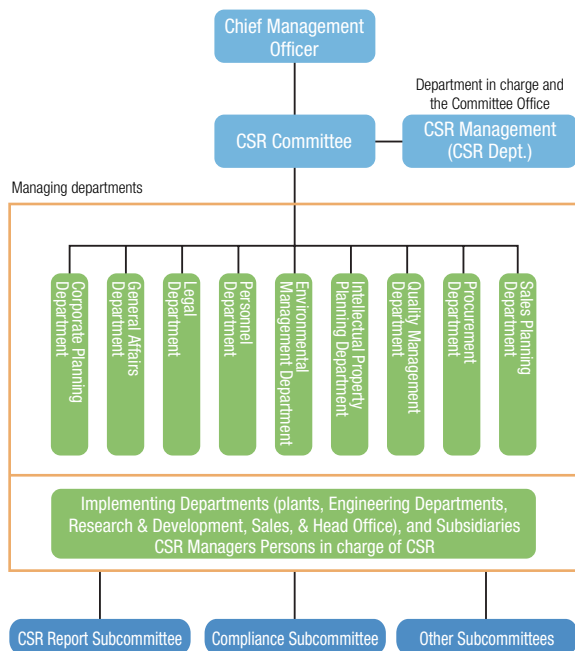 Chief Management
Officer
Department in charge and
the Committee Office
CSR Committee
CSR Management
(CSR Dept.)
Managing departments
Corporate Planning
Department
General Affairs
Department
Legal
Department
Personnel
Department
Environmental
Management Department
Intellectual Property
Planning Department
Quality Management
Department
Procurement
Department
Sales Planning
Department
Implementing Departments (plants, Engineering Departments,
Research & Development, Sales, & Head Office), and Subsidiaries
CSR Managers Persons in charge of CSR
CSR Report Subcommittee
Compliance Subcommittee
Other Subcommittees